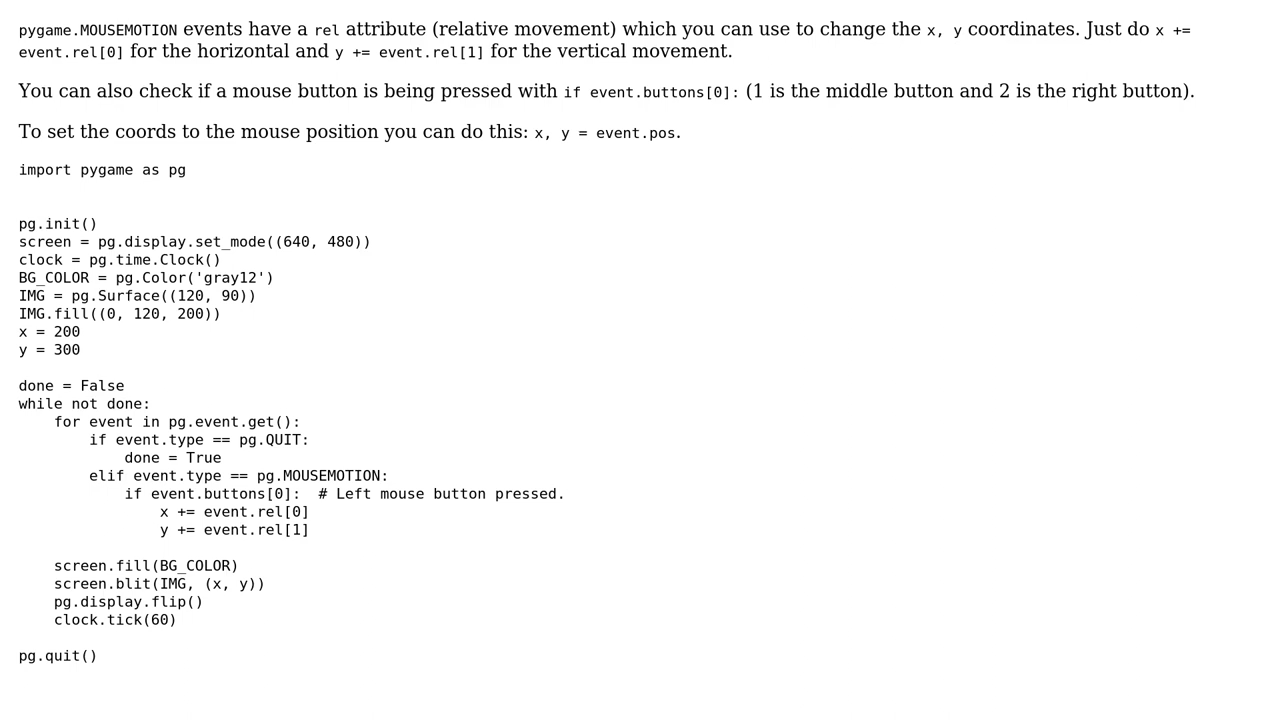 pygame.MOUSEMOTION events have a rel attribute (relative movement) which you can use to change the x, y coordinates. Just do x +=
event.rel[0] for the horizontal and y += event.rel[1] for the vertical movement.
You can also check if a mouse button is being pressed with if event.buttons[0]: (1 is the middle button and 2 is the right button).
To set the coords to the mouse position you can do this: x, y = event.pos.
import pygame as pg
pg.init()
screen = pg.display.set_mode((640, 480))
clock = pg.time.Clock()
BG_COLOR = pg.Color('gray12')
IMG = pg.Surface((120, 90))
IMG.fill((0, 120, 200))
x = 200
y = 300
done = False
while not done:
    for event in pg.event.get():
        if event.type == pg.QUIT:
            done = True
        elif event.type == pg.MOUSEMOTION:
            if event.buttons[0]:  # Left mouse button pressed.
                x += event.rel[0]
                y += event.rel[1]
    screen.fill(BG_COLOR)
    screen.blit(IMG, (x, y))
    pg.display.flip()
    clock.tick(60)
pg.quit()